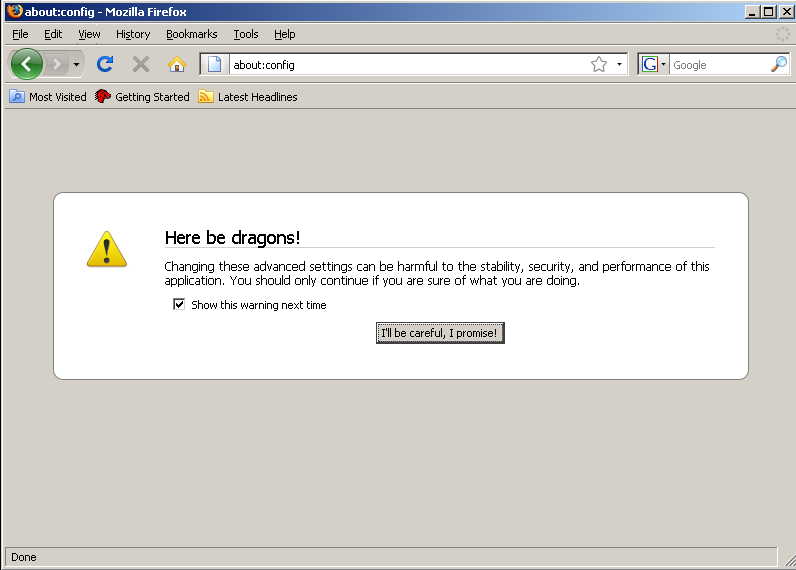 about:config - Mozilla Firefox
File Edit View History Bookmarks Tools Help
about:config G Google
Most Visited Getting Started Latest Headlines
Here be dragons!
Changing these advanced settings can be harmful to the stability, security, and performance of this
application. You should only continue if you are sure of what you are doing.
Show this warning next time
I'll be careful, I promise!
Done